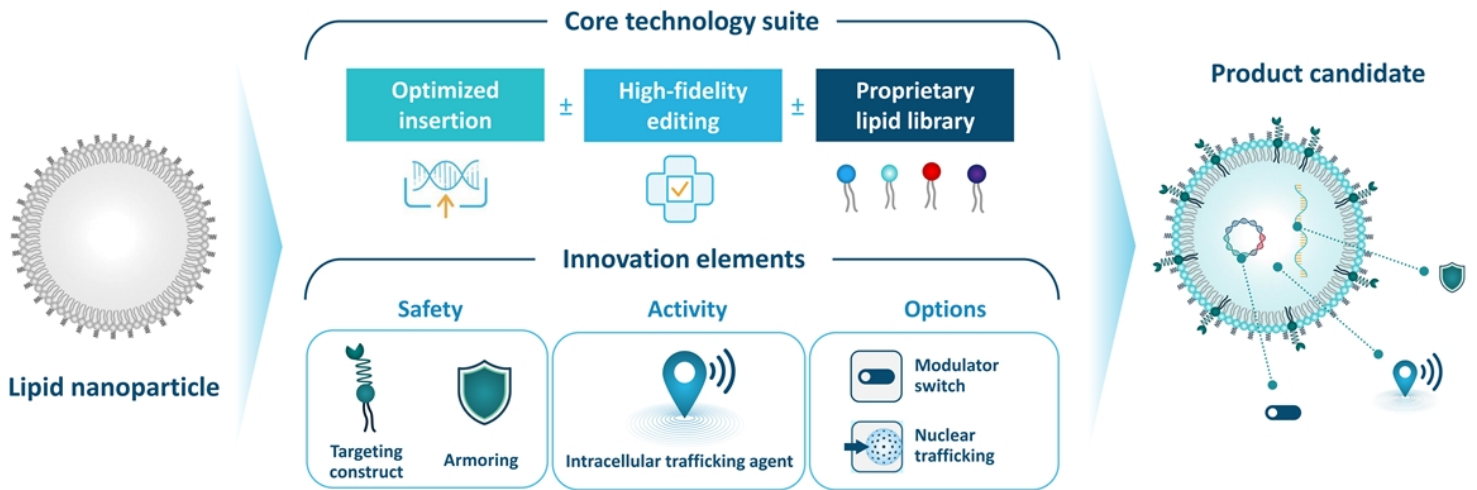 Core technology suite
Optimized
insertion
±
High-fidelity
editing
±
Proprietary
lipid library
Product candidate
Lipid nanoparticle
Innovation elements
Safety
Activity
Options
Targeting
construct
Armoring
Intracellular trafficking agent
Modulator
switch
Nuclear
trafficking